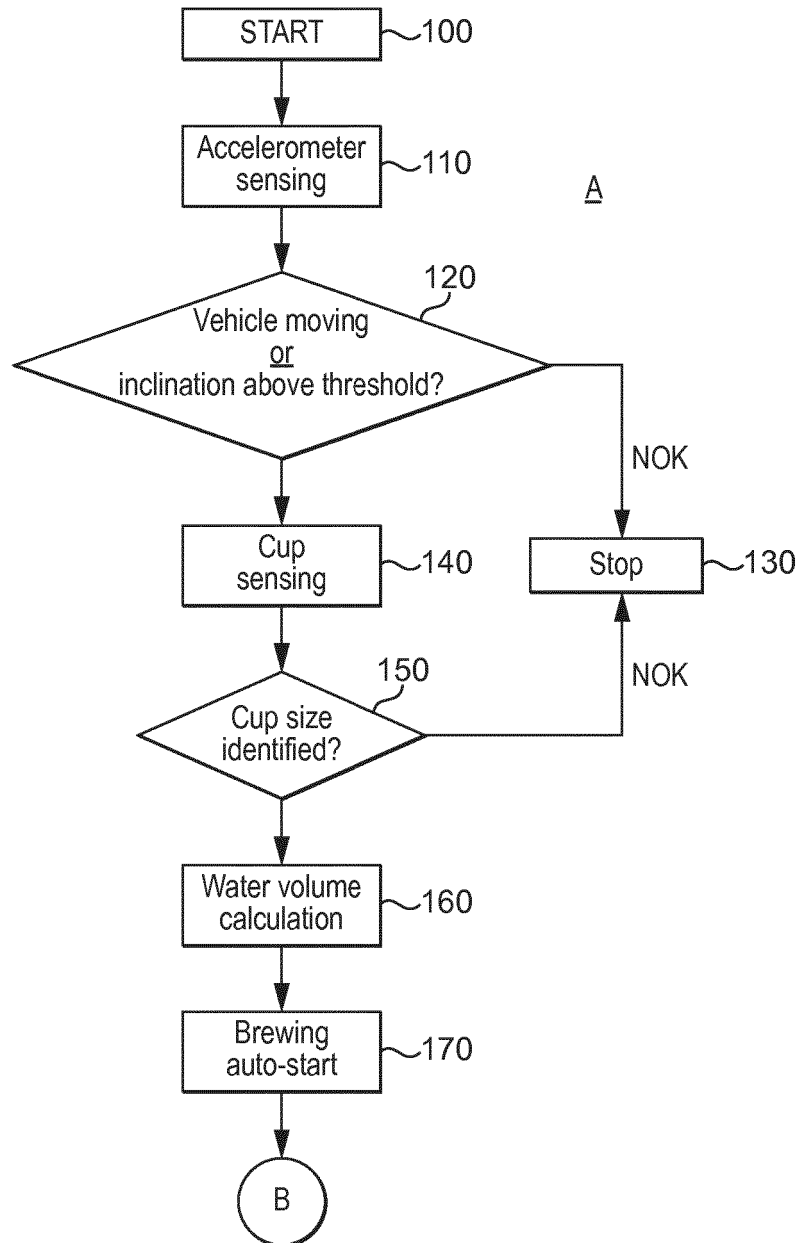 START
100
Accelerometer
sensing
110
A
120
Vehicle moving
or
inclination above threshold?
NOK
Cup
sensing
140
Stop
130
150
NOK
Cup size
identified?
Water volume
calculation
160
Brewing
auto-start
170
B